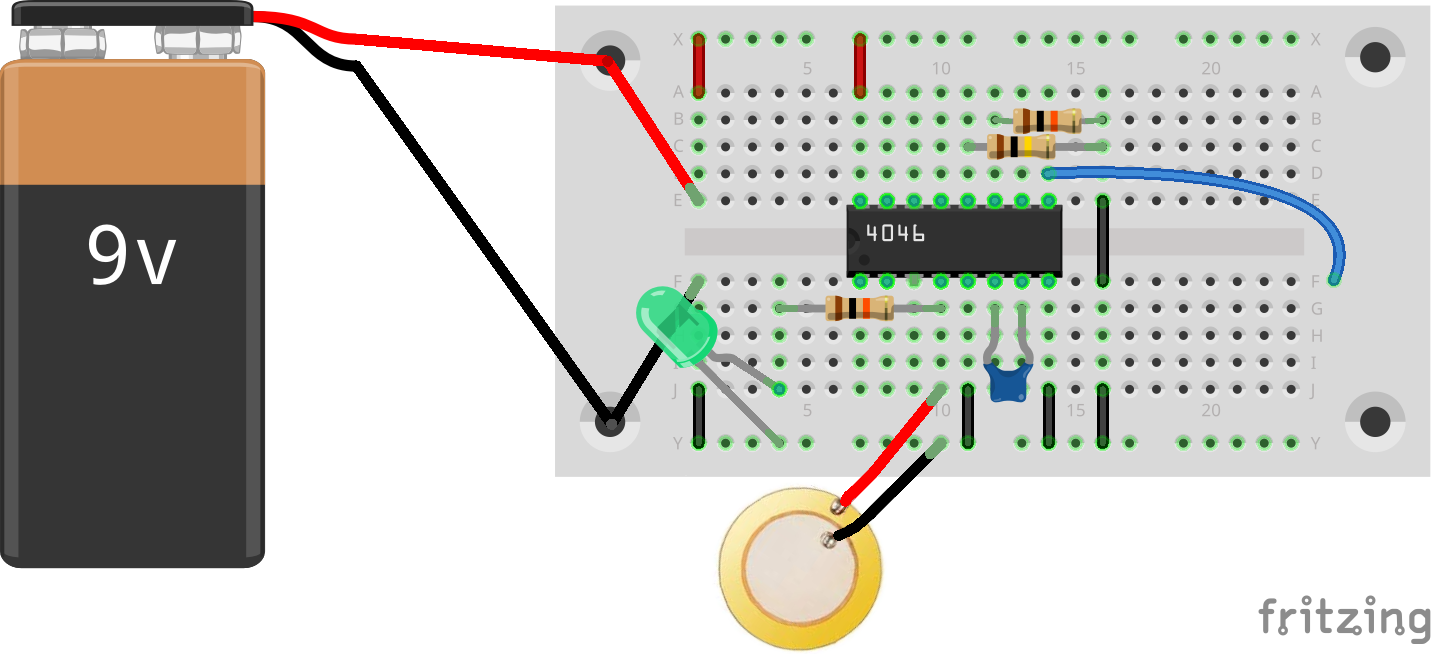 9v
X X
5 10 15 20
A A
B B
C C
D D
E E
4046
F F
G G
H H
I I
J J
5 10 15 20
Y Y
fritzing